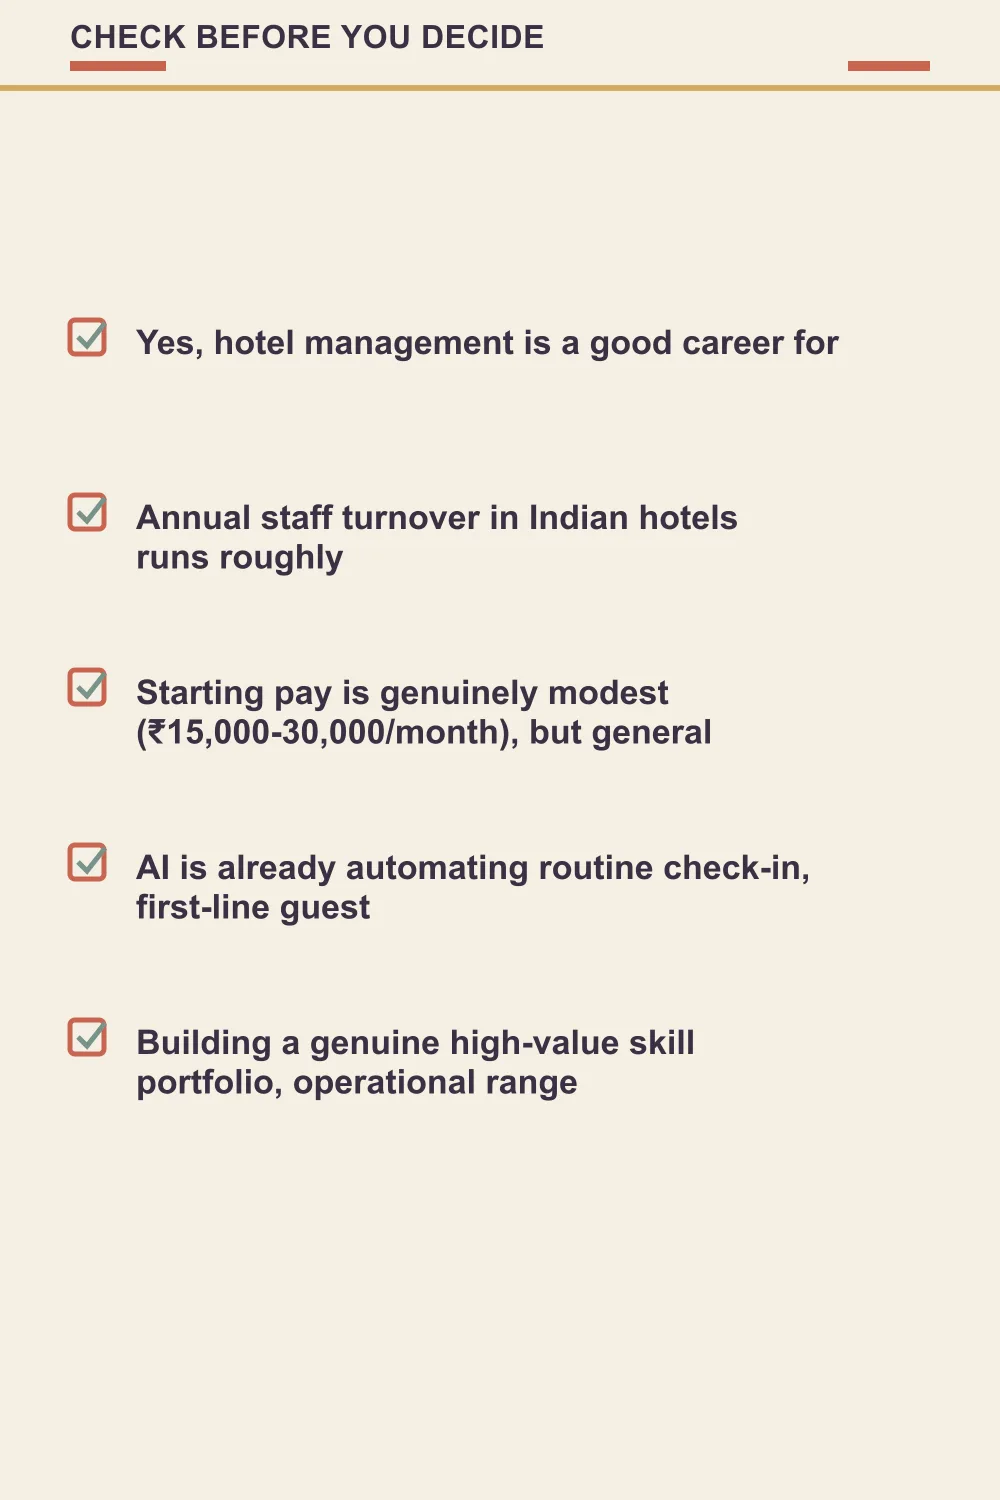 CHECK BEFORE YOU DECIDE
Yes, hotel management is a good career for
Annual staff turnover in Indian hotels
runs roughly
Starting pay is genuinely modest
(₹15,000-30,000/month), but general
AI is already automating routine check-in,
first-line guest
Building a genuine high-value skill
portfolio, operational range